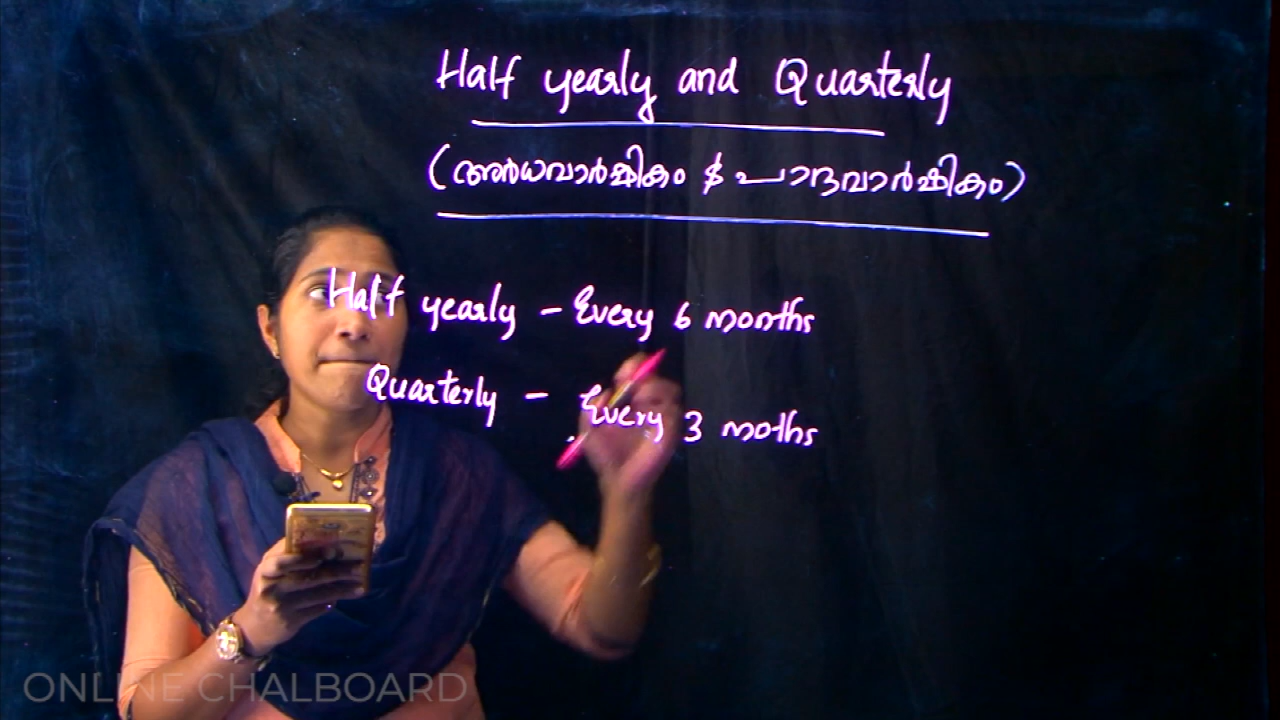 Half yearly and Quarterly
(അർധവാർഷികം & പാദവാർഷികം)
Half yearly - Every 6 months
Quarterly - Every 3 moths
ONLINE CHALBOARD